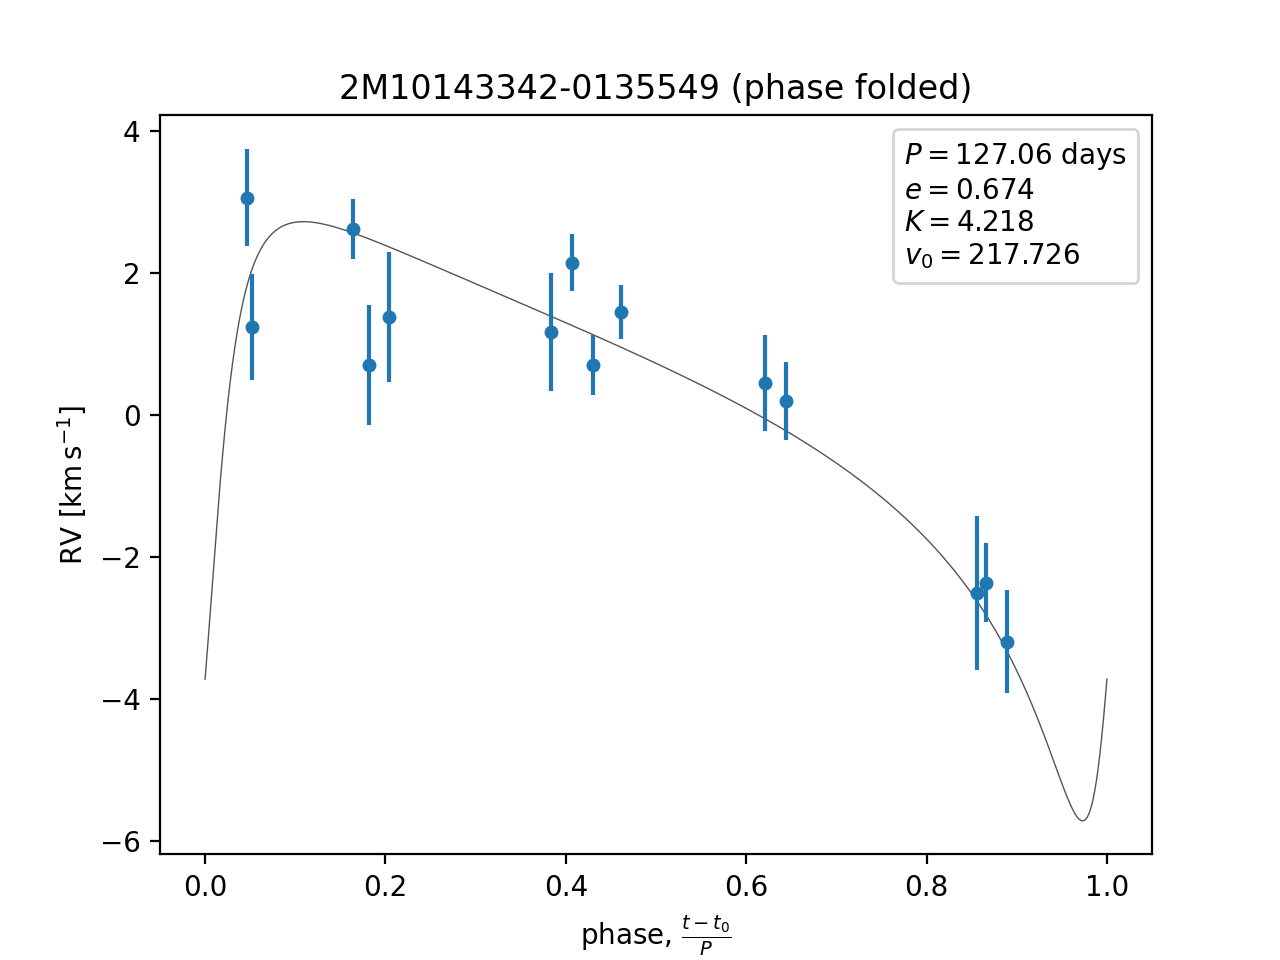 2M10143342-0135549 (phase folded)
P = 127.06 days
e = 0.674
K = 4.218
v₀ = 217.726
RV [km s⁻¹]
4
2
0
−2
−4
−6
0.0 0.2 0.4 0.6 0.8 1.0
phase, (t − t₀)/P